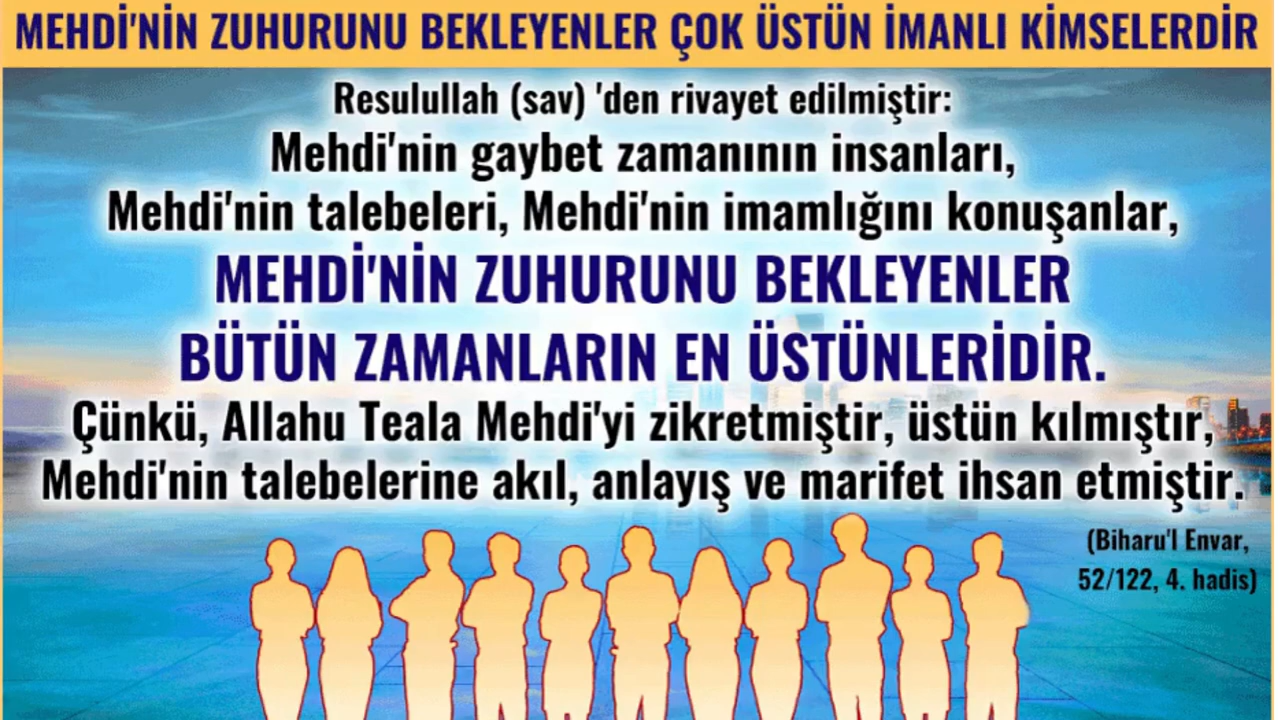 MEHDİ'NİN ZUHURUNU BEKLEYENLER ÇOK ÜSTÜN İMANLI KİMSELERDİR
Resulullah (sav) 'den rivayet edilmiştir:
Mehdi'nin gaybet zamanının insanları,
Mehdi'nin talebeleri, Mehdi'nin imamlığını konuşanlar,
MEHDİ'NİN ZUHURUNU BEKLEYENLER
BÜTÜN ZAMANLARIN EN ÜSTÜNLERİDİR.
Çünkü, Allahu Teala Mehdi'yi zikretmiştir, üstün kılmıştır,
Mehdi'nin talebelerine akıl, anlayış ve marifet ihsan etmiştir.
(Biharu'l Envar,
52/122, 4. hadis)